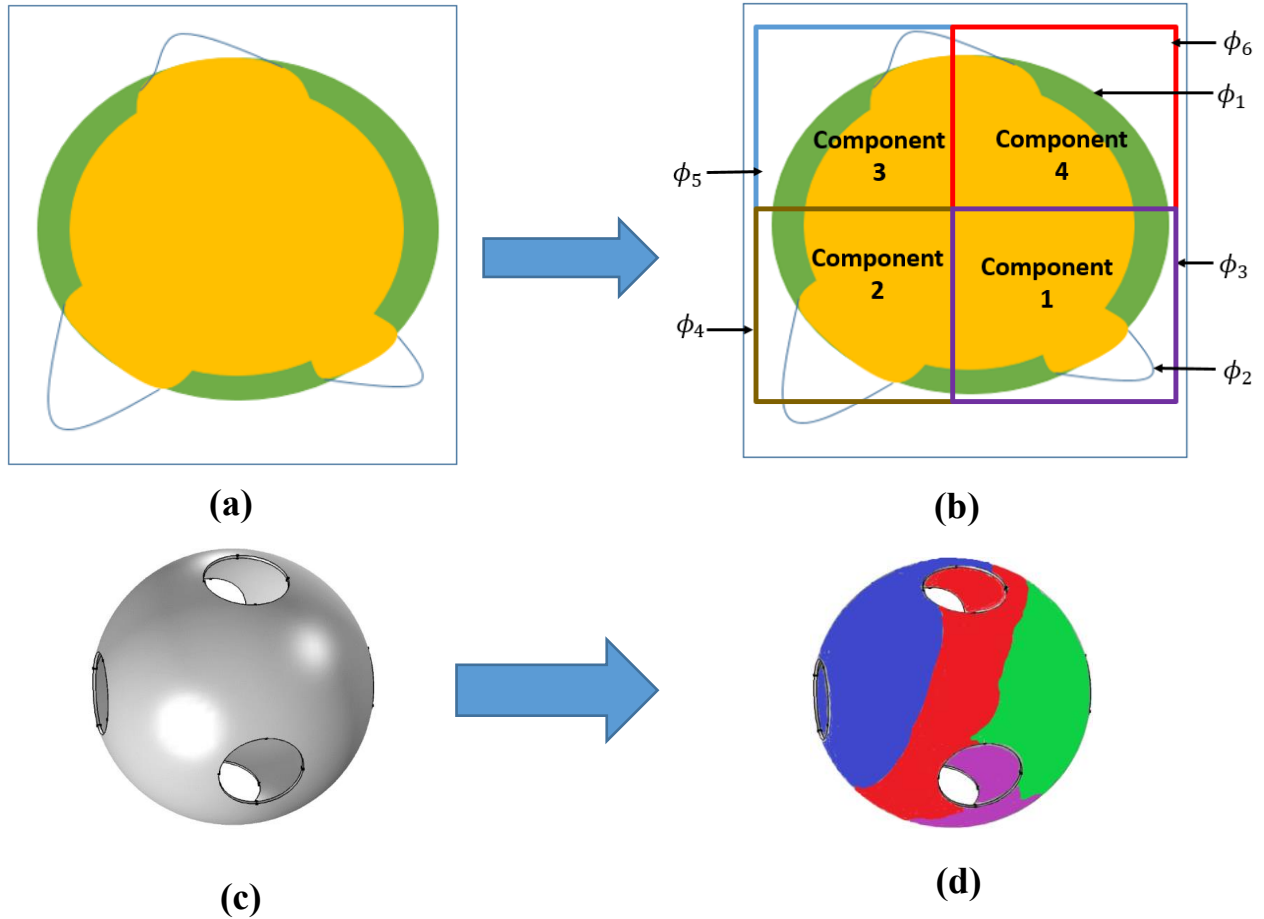 ϕ₆
ϕ₁
Component
3
Component
4
ϕ₅
Component
2
Component
1
ϕ₃
ϕ₄
ϕ₂
(a)
(b)
(c)
(d)